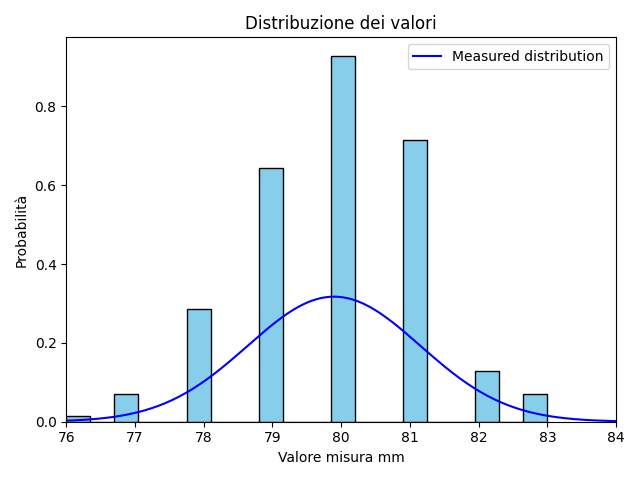 Distribuzione dei valori
Measured distribution
Probabilità
0.8
0.6
0.4
0.2
0.0
76 77 78 79 80 81 82 83 84
Valore misura mm